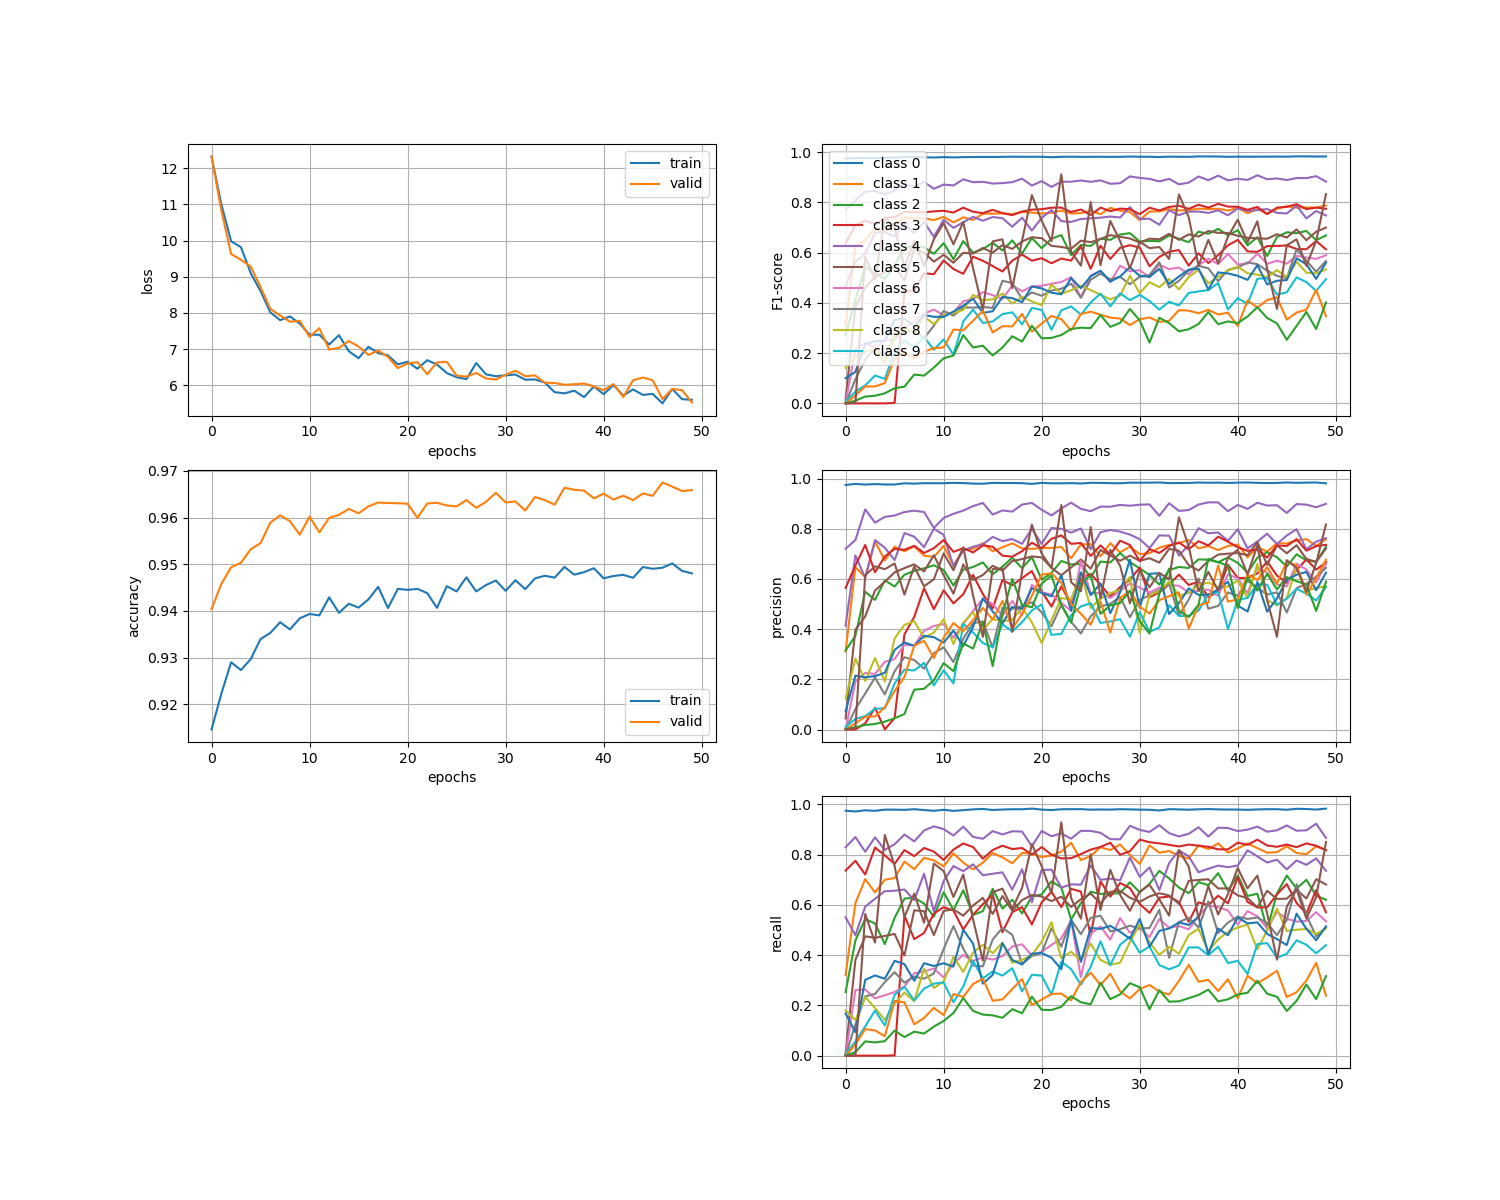 loss
12
11
10
9
8
7
6
0 10 20 30 40 50
epochs
train
valid
F1-score
1.0
0.8
0.6
0.4
0.2
0.0
class 0
class 1
class 2
class 3
class 4
class 5
class 6
class 7
class 8
class 9
0 10 20 30 40 50
epochs
accuracy
0.97
0.96
0.95
0.94
0.93
0.92
train
valid
0 10 20 30 40 50
epochs
precision
1.0
0.8
0.6
0.4
0.2
0.0
0 10 20 30 40 50
epochs
recall
1.0
0.8
0.6
0.4
0.2
0.0
0 10 20 30 40 50
epochs